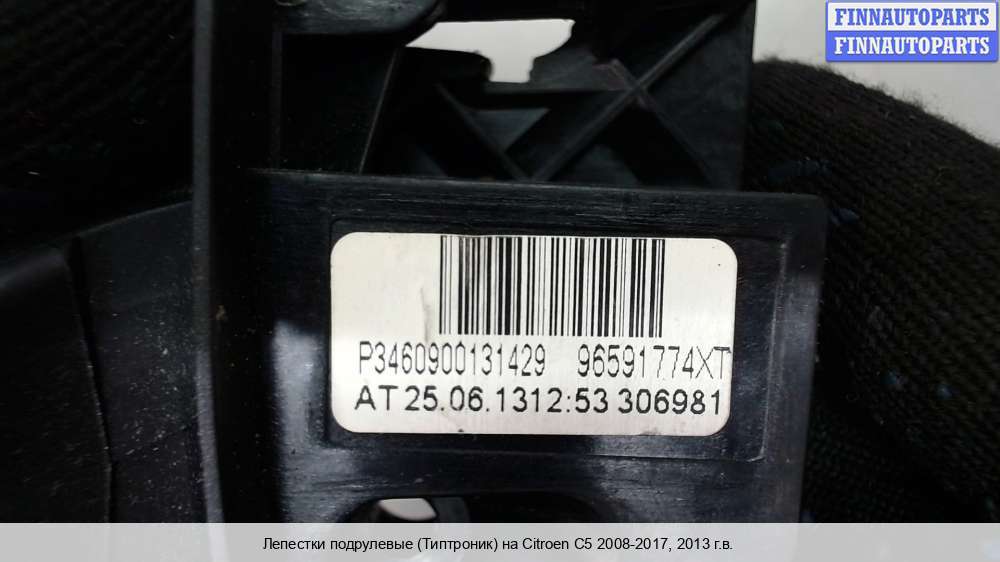 FINNAUTOPARTS
FINNAUTOPARTS
P3460900131429 96591774XT
AT 25.06.1312:53 306981
Лепестки подрулевые (Типтроник) на Citroen C5 2008-2017, 2013 г.в.